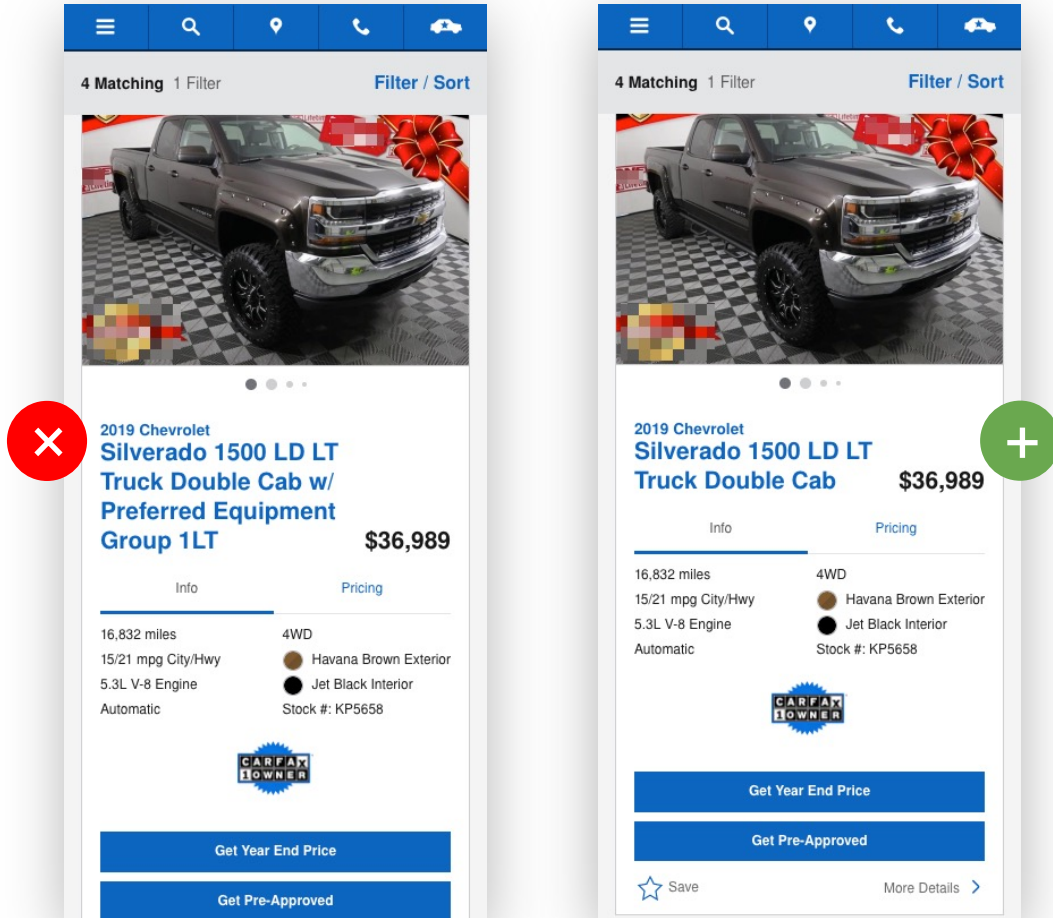 4 Matching 1 Filter Filter / Sort
2019 Chevrolet
Silverado 1500 LD LT
Truck Double Cab w/
Preferred Equipment
Group 1LT $36,989
Info Pricing
16,832 miles 4WD
15/21 mpg City/Hwy Havana Brown Exterior
5.3L V-8 Engine Jet Black Interior
Automatic Stock #: KP5658
CARFAX
1 OWNER
Get Year End Price
Get Pre-Approved
4 Matching 1 Filter Filter / Sort
2019 Chevrolet
Silverado 1500 LD LT
Truck Double Cab $36,989
Info Pricing
16,832 miles 4WD
15/21 mpg City/Hwy Havana Brown Exterior
5.3L V-8 Engine Jet Black Interior
Automatic Stock #: KP5658
CARFAX
1 OWNER
Get Year End Price
Get Pre-Approved
Save More Details